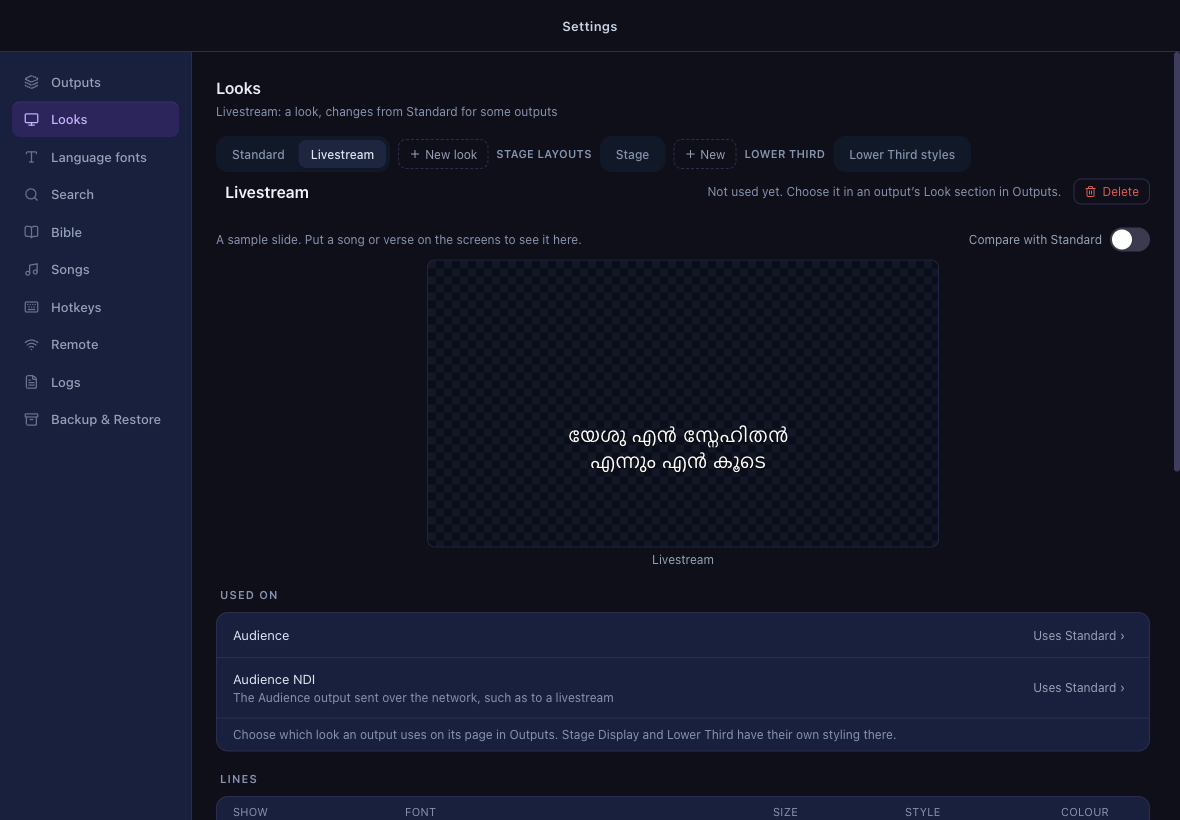 Settings
Outputs
Looks
Language fonts
Search
Bible
Songs
Hotkeys
Remote
Logs
Backup & Restore
Looks
Livestream: a look, changes from Standard for some outputs
Standard Livestream + New look STAGE LAYOUTS Stage + New LOWER THIRD Lower Third styles
Livestream Not used yet. Choose it in an output's Look section in Outputs. Delete
A sample slide. Put a song or verse on the screens to see it here. Compare with Standard
യേശു എൻ സ്നേഹിതൻ
എന്നും എൻ കൂടെ
Livestream
USED ON
Audience Uses Standard ›
Audience NDI
The Audience output sent over the network, such as to a livestream Uses Standard ›
Choose which look an output uses on its page in Outputs. Stage Display and Lower Third have their own styling there.
LINES
SHOW FONT SIZE STYLE COLOUR